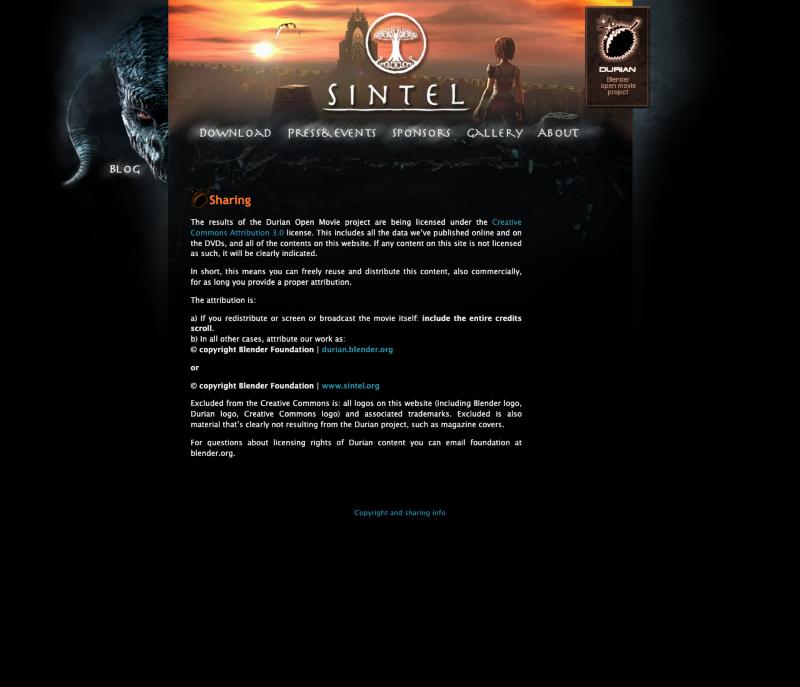 SINTEL
DURIAN
Blender
open movie
project
DOWNLOAD PRESS&EVENTS SPONSORS GALLERY ABOUT
BLOG
Sharing
The results of the Durian Open Movie project are being licensed under the Creative
Commons Attribution 3.0 license. This includes all the data we've published online and on
the DVDs, and all of the contents on this website. If any content on this site is not licensed
as such, it will be clearly indicated.
In short, this means you can freely reuse and distribute this content, also commercially,
for as long you provide a proper attribution.
The attribution is:
a) If you redistribute or screen or broadcast the movie itself: include the entire credits
scroll.
b) In all other cases, attribute our work as:
© copyright Blender Foundation | durian.blender.org
or
© copyright Blender Foundation | www.sintel.org
Excluded from the Creative Commons is: all logos on this website (including Blender logo,
Durian logo, Creative Commons logo) and associated trademarks. Excluded is also
material that's clearly not resulting from the Durian project, such as magazine covers.
For questions about licensing rights of Durian content you can email foundation at
blender.org.
Copyright and sharing info